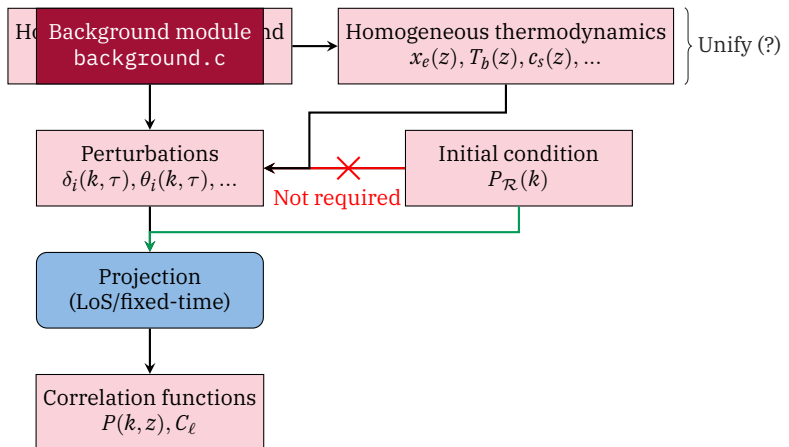 Background module
background.c
Homogeneous thermodynamics
x_e(z), T_b(z), c_s(z), ...
Unify (?)
Perturbations
δ_i(k, τ), θ_i(k, τ), ...
Initial condition
P_ℛ(k)
Not required
Projection
(LoS/fixed-time)
Correlation functions
P(k, z), C_ℓ